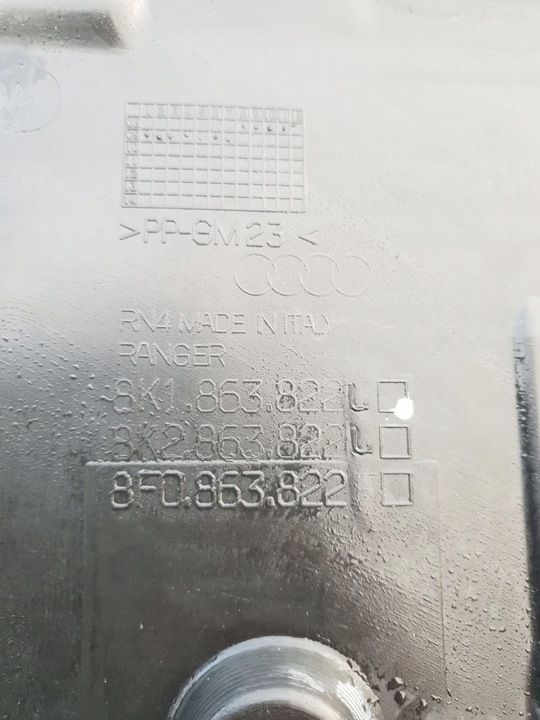 >PP-GM 23 <
RN4 MADE IN ITALY
RANGER
8K1.863.822
8K2.863.822
8F0.863.822